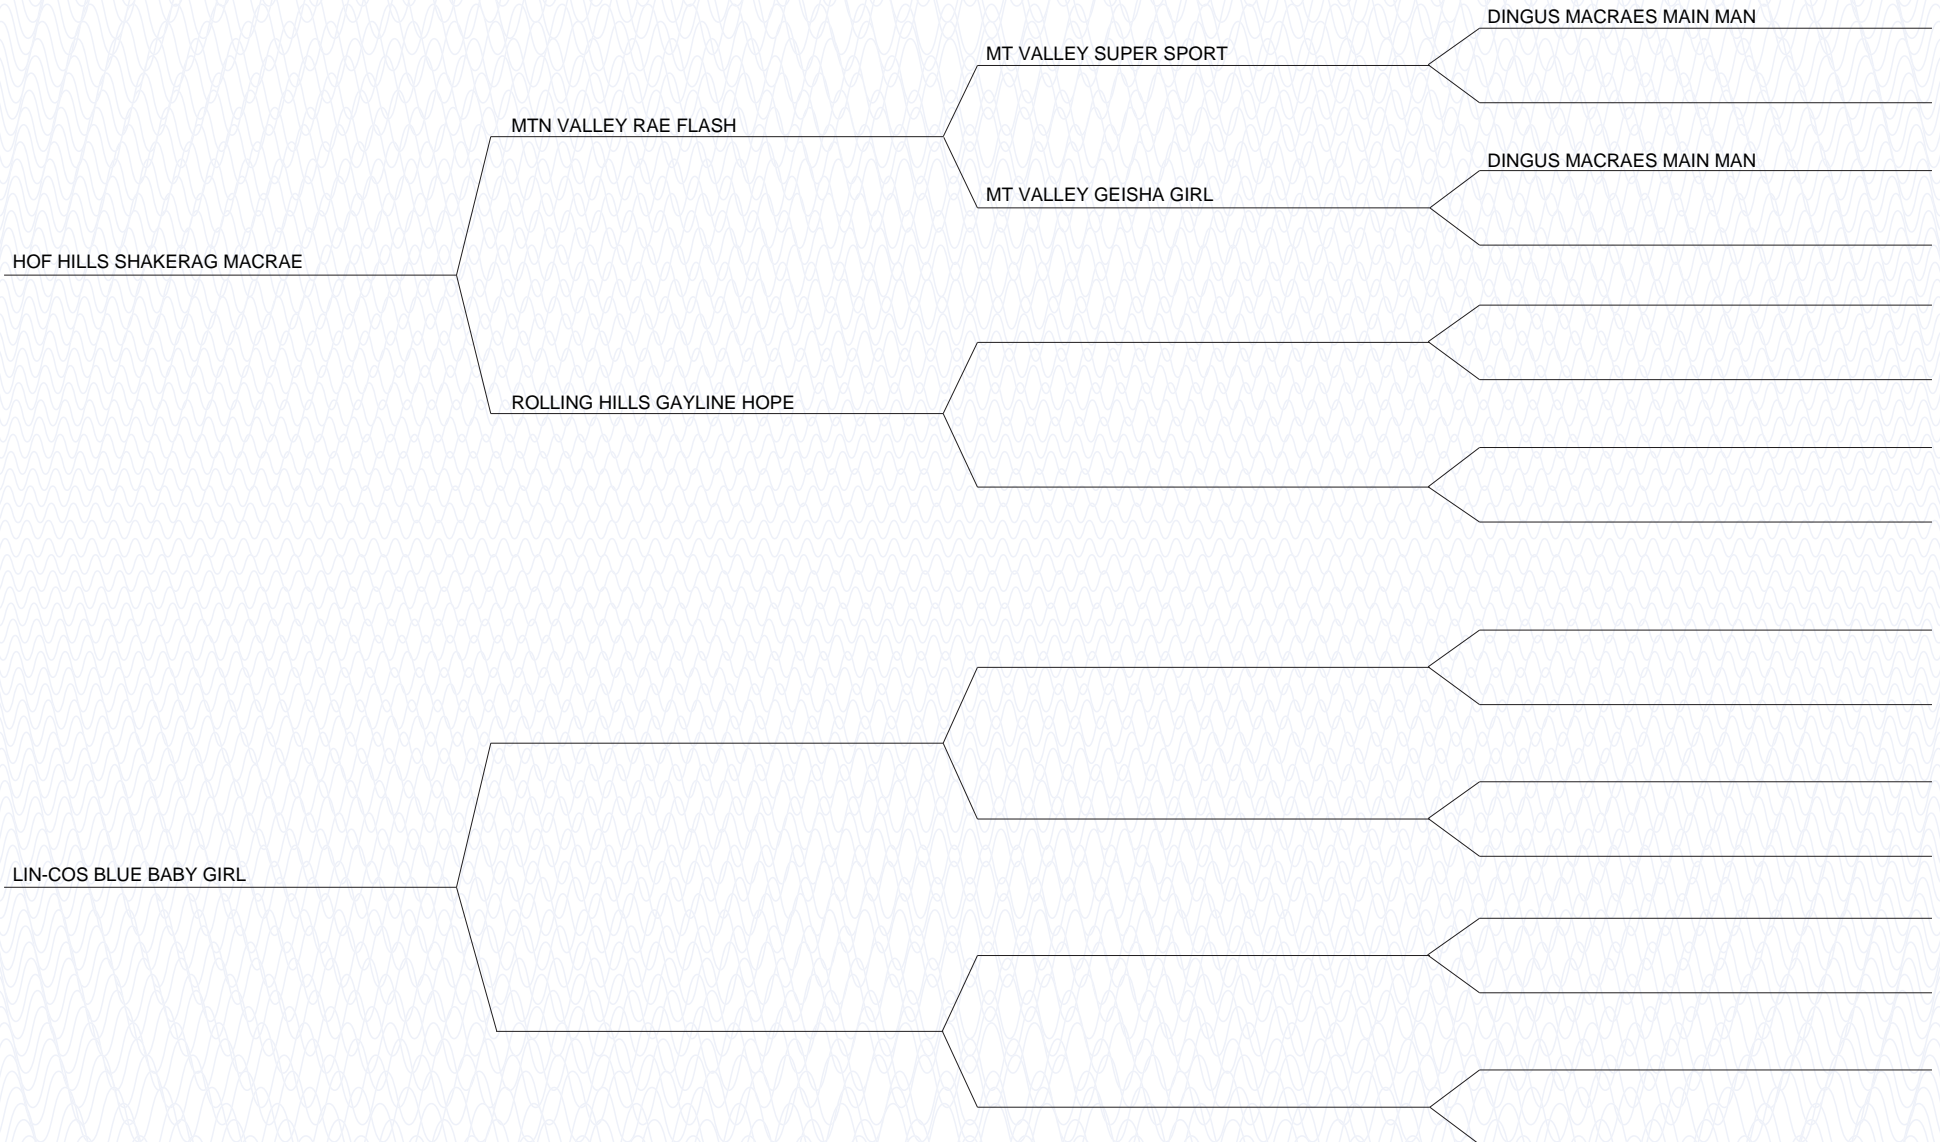 DINGUS MACRAES MAIN MAN
MT VALLEY SUPER SPORT
MTN VALLEY RAE FLASH
DINGUS MACRAES MAIN MAN
MT VALLEY GEISHA GIRL
HOF HILLS SHAKERAG MACRAE
ROLLING HILLS GAYLINE HOPE
LIN-COS BLUE BABY GIRL